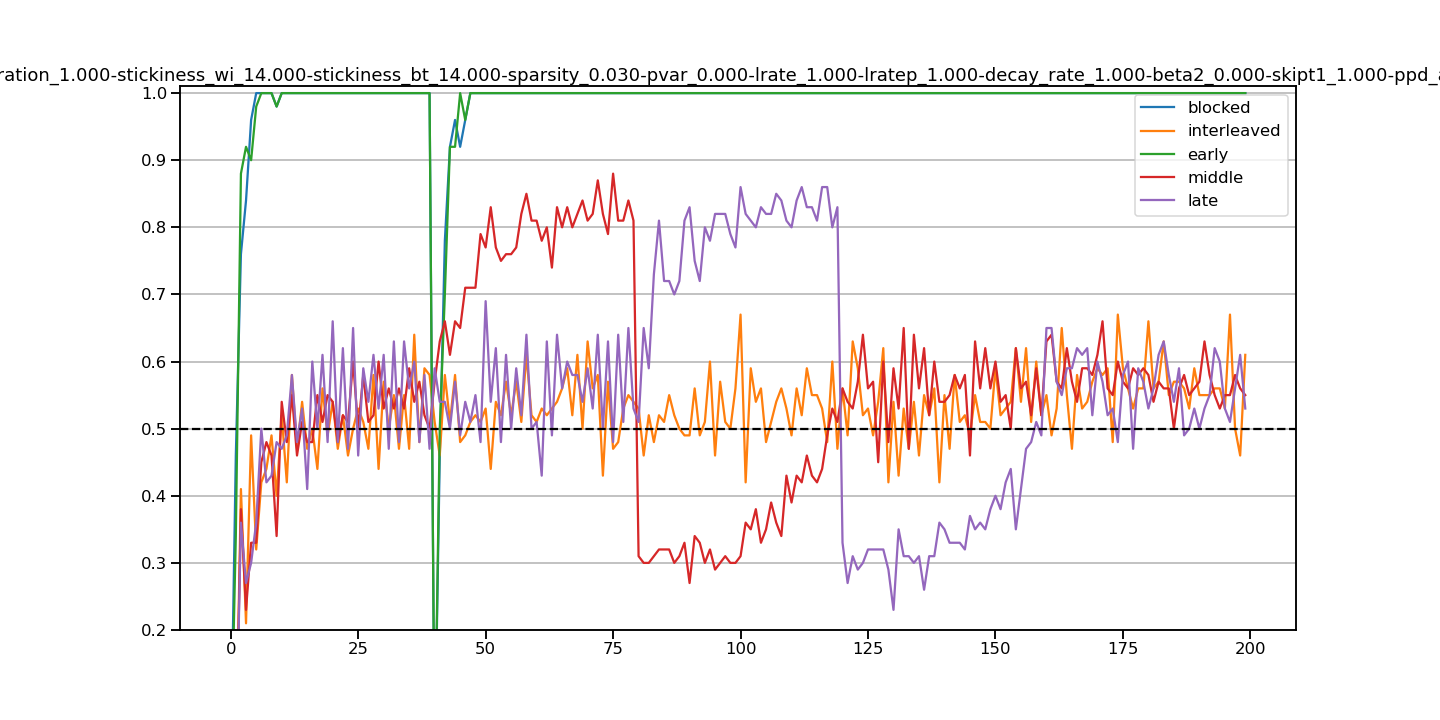 ration_1.000-stickiness_wi_14.000-stickiness_bt_14.000-sparsity_0.030-pvar_0.000-lrate_1.000-lratep_1.000-decay_rate_1.000-beta2_0.000-skipt1_1.000-ppd_a
1.0
0.9
0.8
0.7
0.6
0.5
0.4
0.3
0.2
blocked
interleaved
early
middle
late
0 25 50 75 100 125 150 175 200